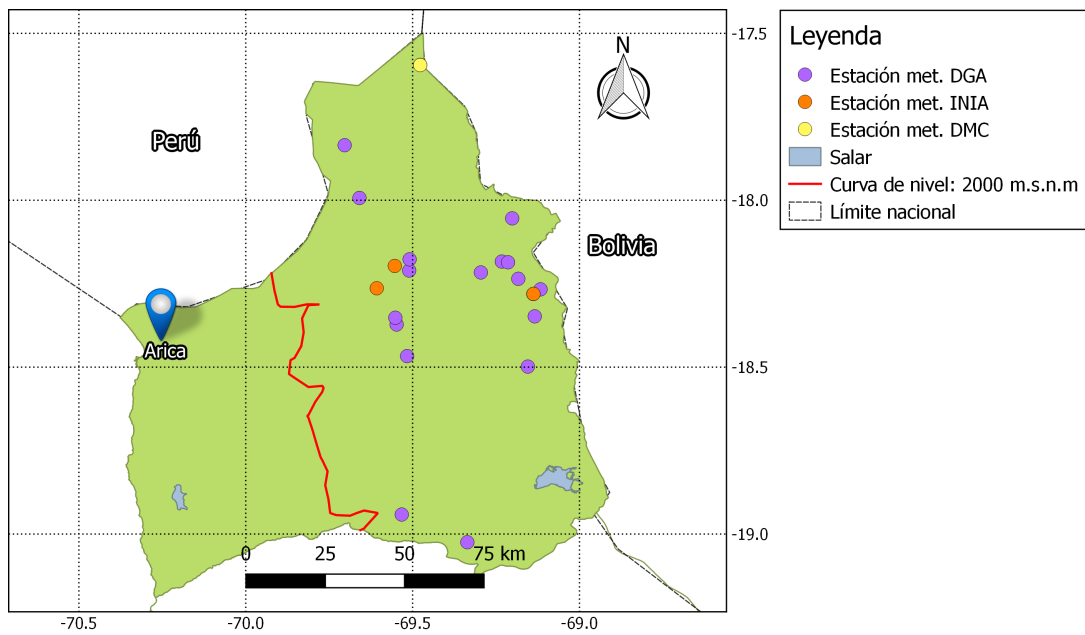 Perú
Bolivia
Arica
N
0 25 50 75 km
-17.5
-18.0
-18.5
-19.0
-70.5 -70.0 -69.5 -69.0
Leyenda
Estación met. DGA
Estación met. INIA
Estación met. DMC
Salar
Curva de nivel: 2000 m.s.n.m
Límite nacional